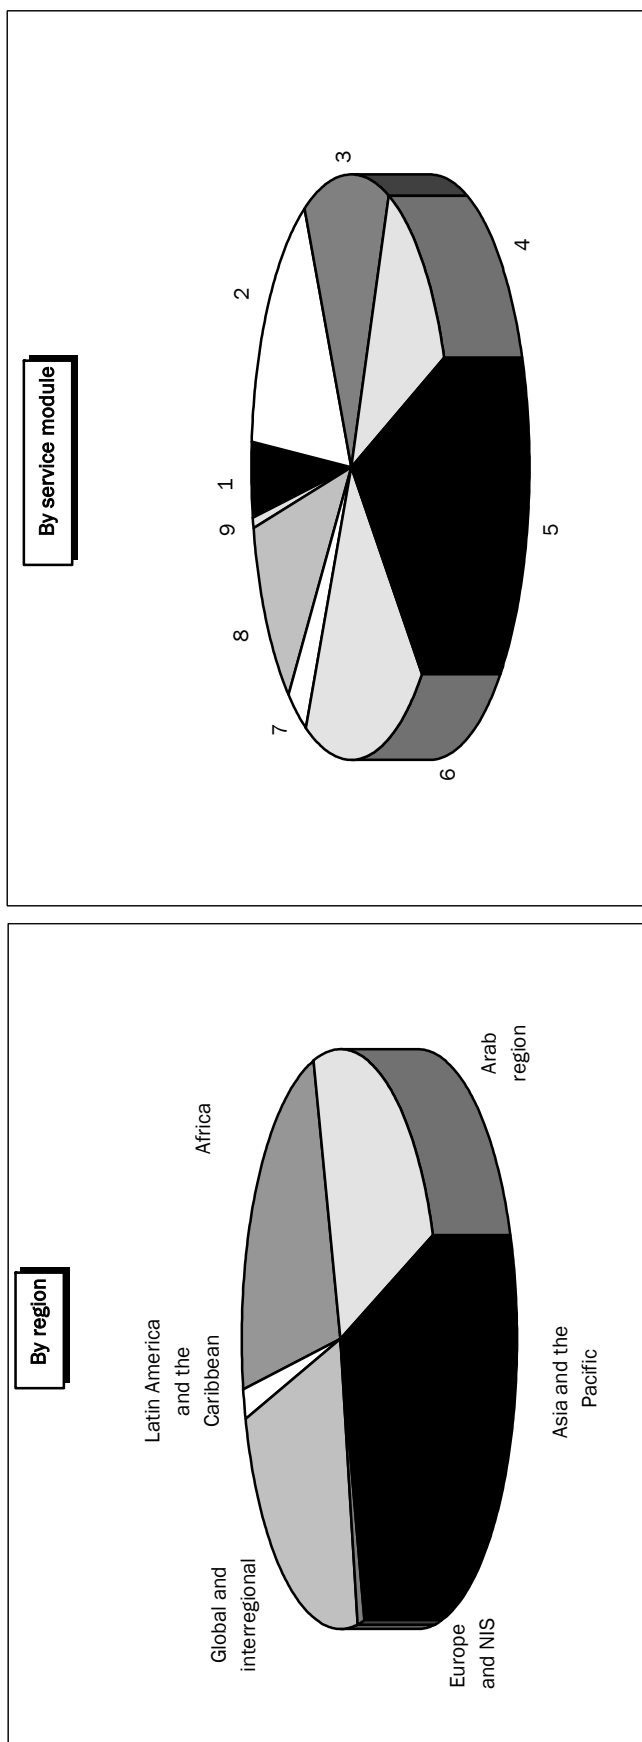 By region
Latin America
and the
Caribbean
Africa
Global and
interregional
Arab
region
Europe
and NIS
Asia and the
Pacific
By service module
1
2
3
4
5
6
7
8
9